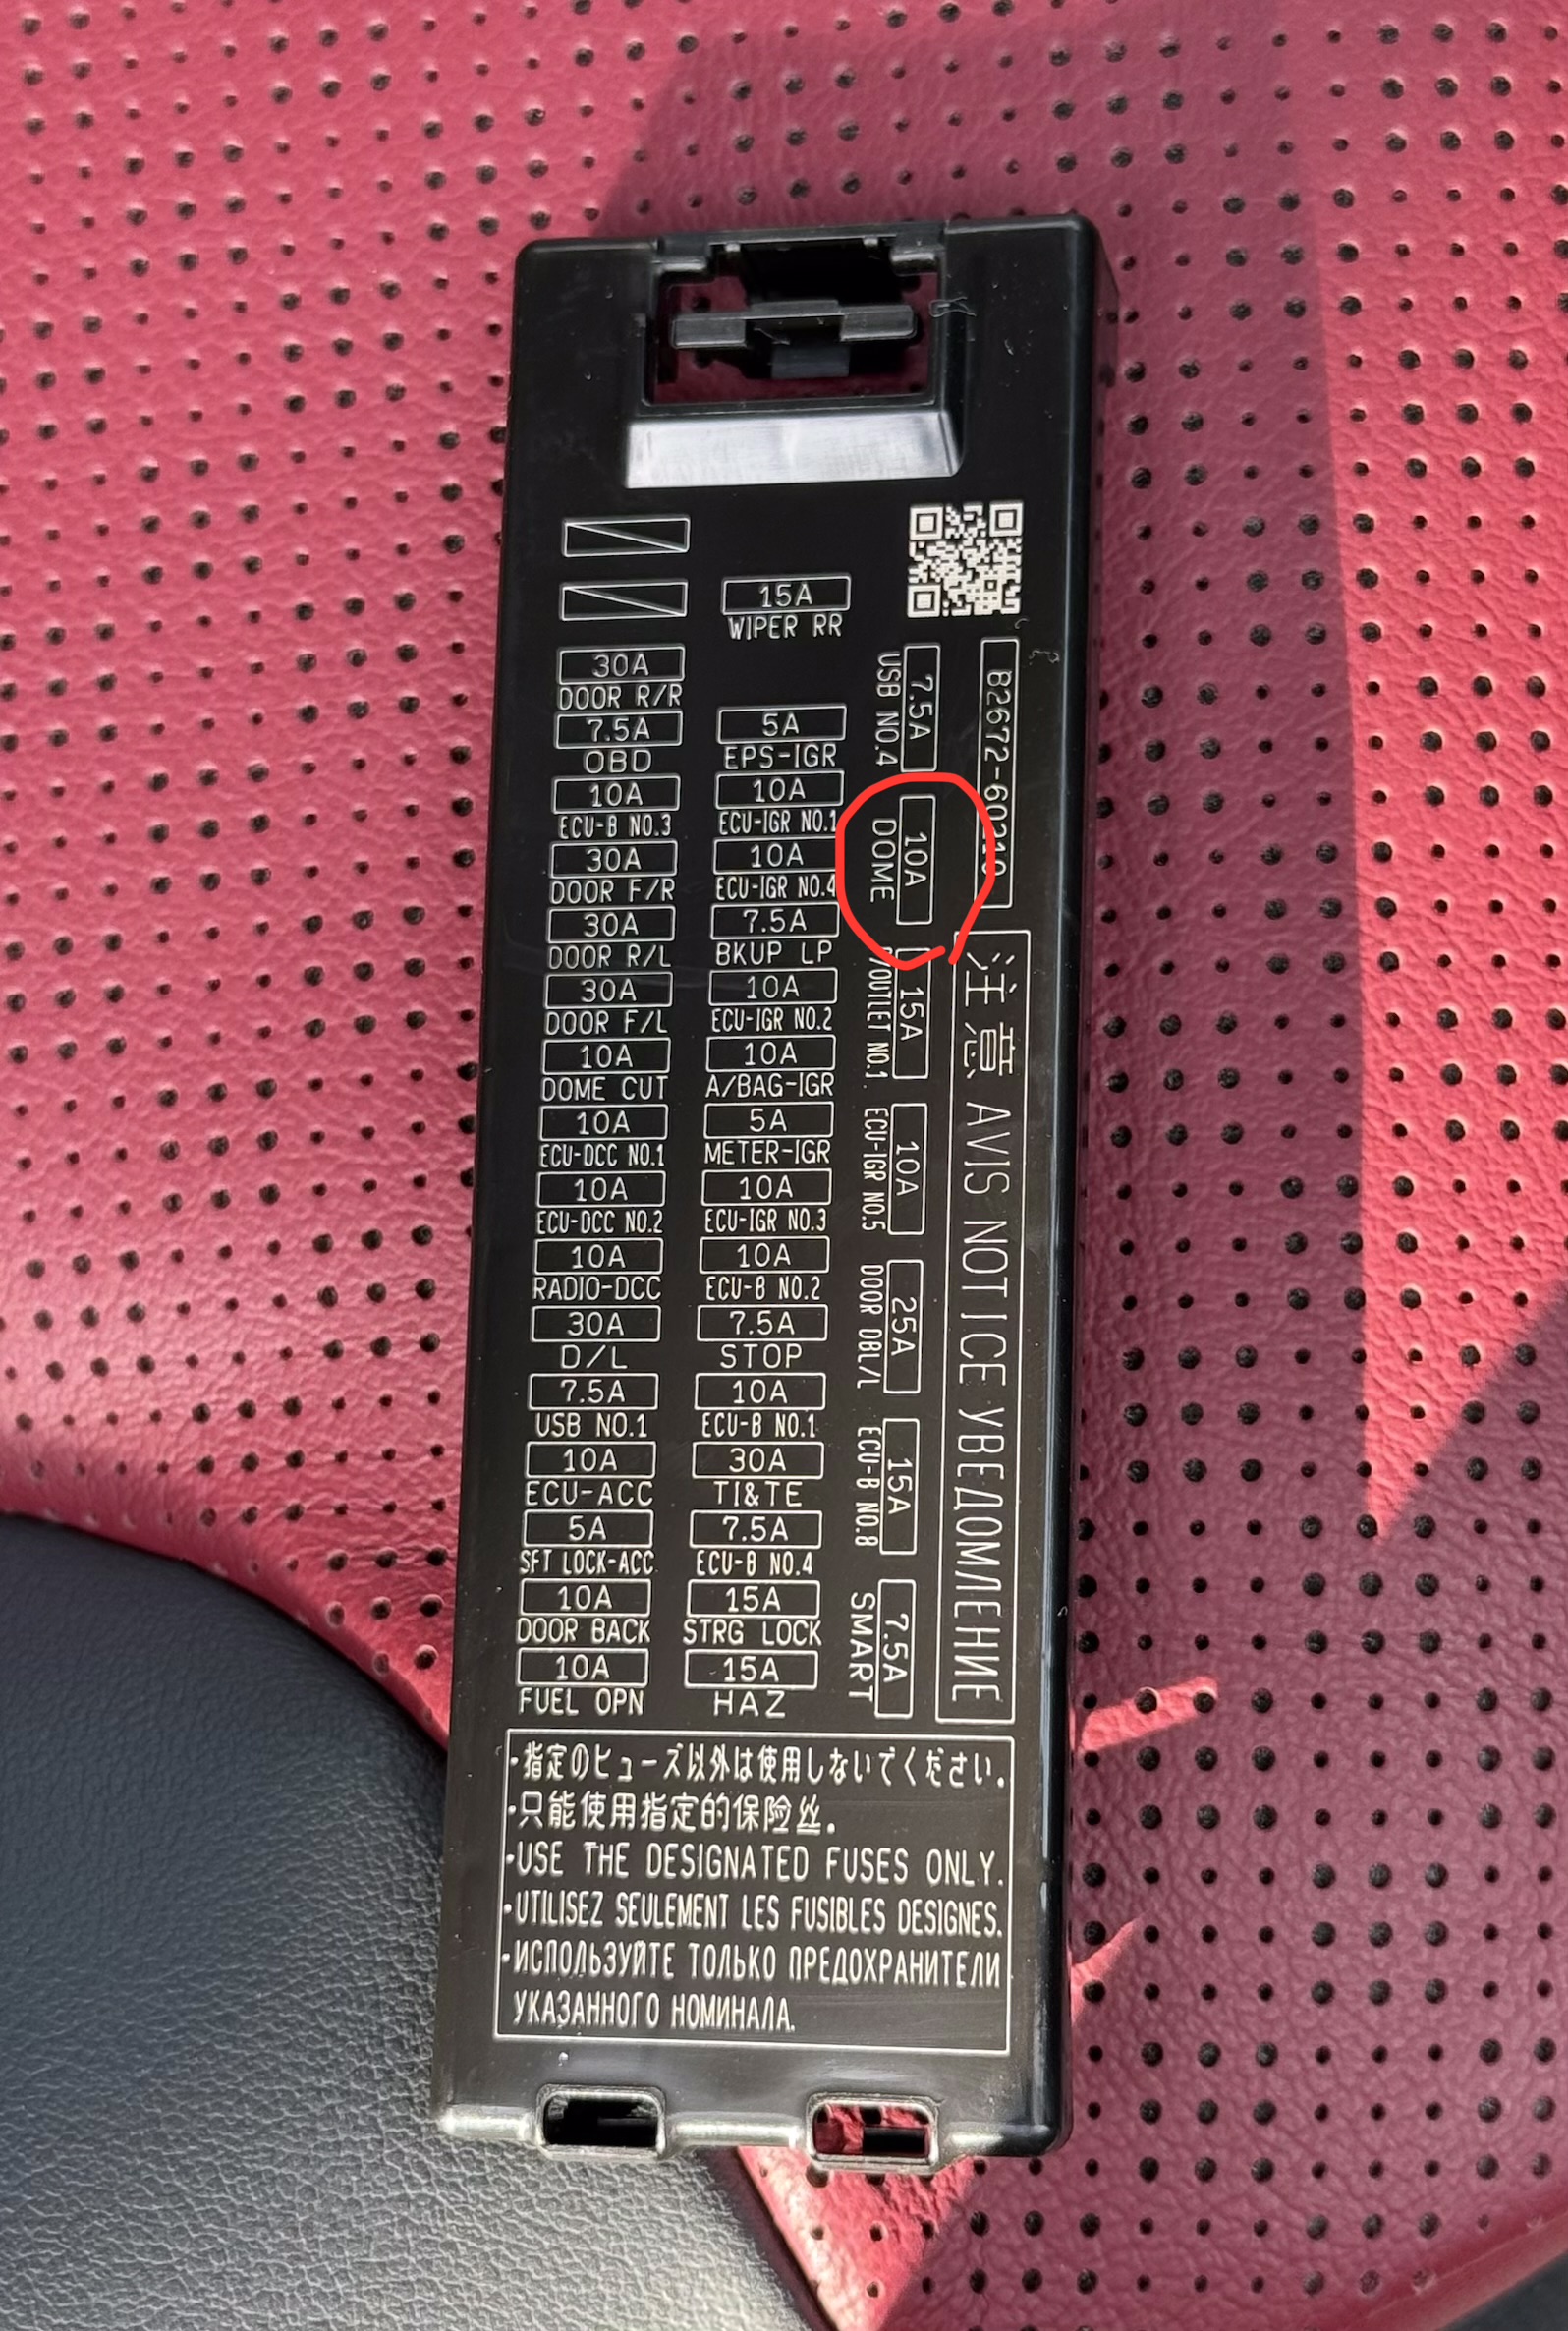 15A
WIPER RR
30A
DOOR R/R
7.5A
OBD
10A
ECU-B NO.3
30A
DOOR F/R
30A
DOOR R/L
30A
DOOR F/L
10A
DOME CUT
10A
ECU-DCC NO.1
10A
ECU-DCC NO.2
10A
RADIO-DCC
30A
D/L
7.5A
USB NO.1
10A
ECU-ACC
5A
SFT LOCK-ACC
10A
DOOR BACK
10A
FUEL OPN
5A
EPS-IGR
10A
ECU-IGR NO.1
10A
ECU-IGR NO.4
7.5A
BKUP LP
10A
ECU-IGR NO.2
10A
A/BAG-IGR
5A
METER-IGR
10A
ECU-IGR NO.3
10A
ECU-B NO.2
7.5A
STOP
10A
ECU-B NO.1
30A
TI&TE
7.5A
ECU-B NO.4
15A
STRG LOCK
15A
HAZ
7.5A
USB NO.4
10A
DOME
15A
P/OUTLET NO.1
10A
ECU-IGR NO.5
25A
DOOR DBL/L
15A
ECU-B NO.8
7.5A
SMART
82672-60210
注意 AVIS NOTICE УВЕДОМЛЕНИЕ
·指定のヒューズ以外は使用しないでください.
·只能使用指定的保险丝.
·USE THE DESIGNATED FUSES ONLY.
·UTILISEZ SEULEMENT LES FUSIBLES DESIGNES.
·ИСПОЛЬЗУЙТЕ ТОЛЬКО ПРЕДОХРАНИТЕЛИ
УКАЗАННОГО НОМИНАЛА.